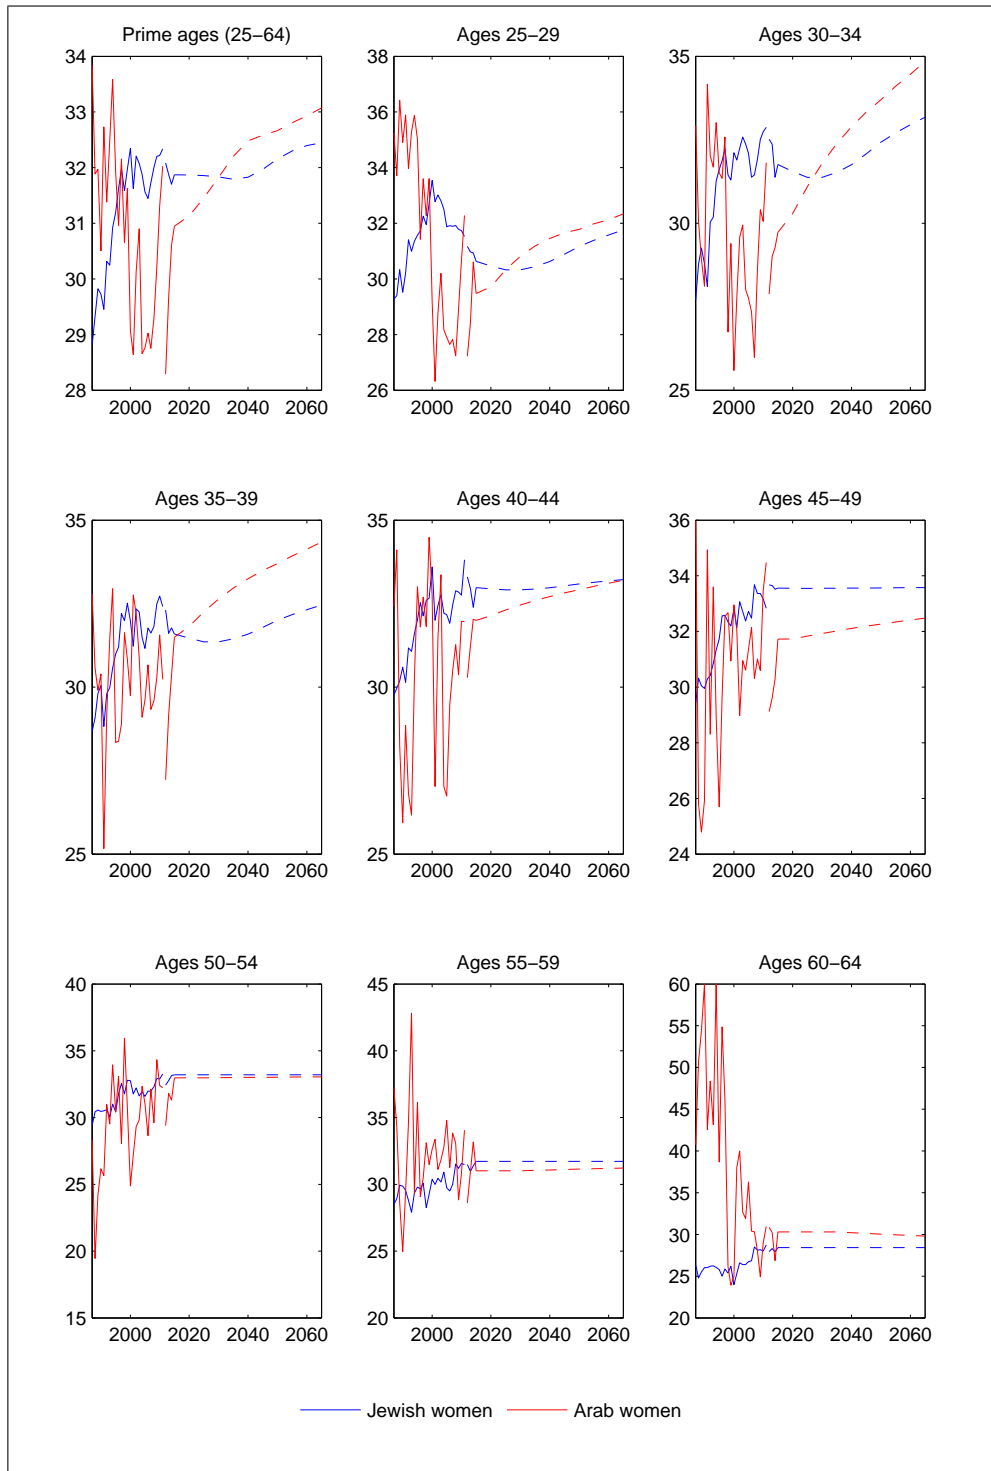 Prime ages (25−64) Ages 25−29 Ages 30−34
34 38 35
33 36
32 34
31 32 30
30 30
29 28
28 26 25
2000 2020 2040 2060 2000 2020 2040 2060 2000 2020 2040 2060
Ages 35−39 Ages 40−44 Ages 45−49
35 35 36
34
32
30 30 30
28
26
25 25 24
2000 2020 2040 2060 2000 2020 2040 2060 2000 2020 2040 2060
Ages 50−54 Ages 55−59 Ages 60−64
40 45 60
55
35 40 50
30 35 45
40
25 30 35
20 25 30
25
15 20 20
2000 2020 2040 2060 2000 2020 2040 2060 2000 2020 2040 2060
Jewish women Arab women